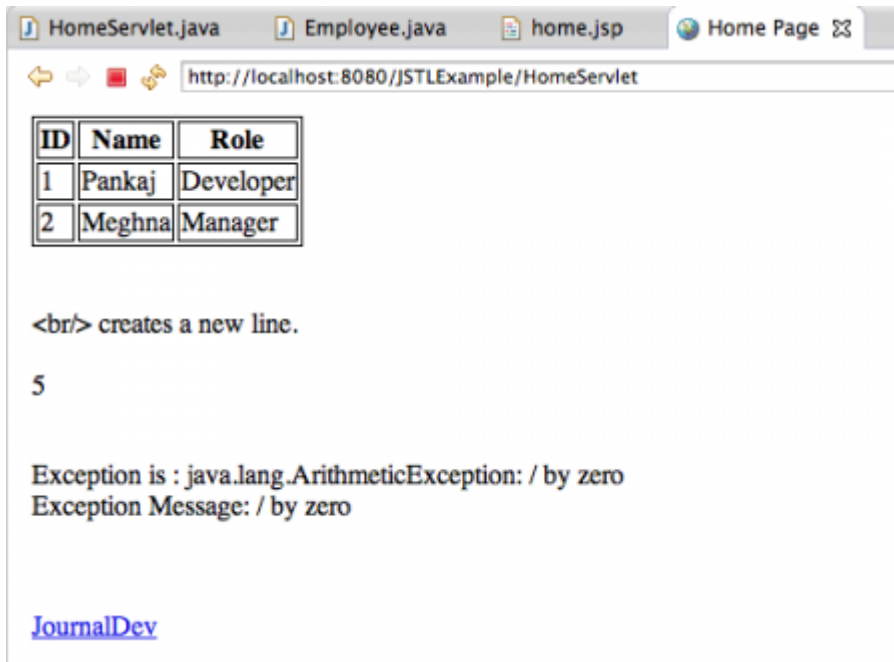 HomeServlet.java Employee.java home.jsp Home Page
http://localhost:8080/JSTLExample/HomeServlet
ID Name Role
1 Pankaj Developer
2 Meghna Manager
<br/> creates a new line.
5
Exception is : java.lang.ArithmeticException: / by zero
Exception Message: / by zero
JournalDev